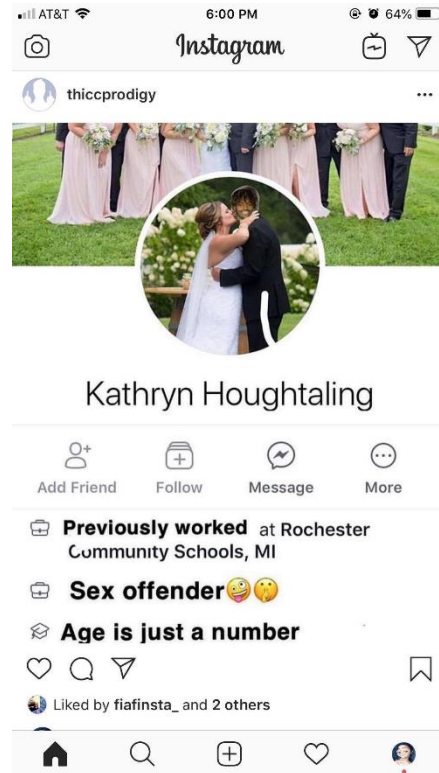 AT&T 6:00 PM 64%
Instagram
thiccprodigy
Kathryn Houghtaling
Add Friend Follow Message More
Previously worked at Rochester
Community Schools, MI
Sex offender🤪🤫
Age is just a number
Liked by fiafinsta_ and 2 others